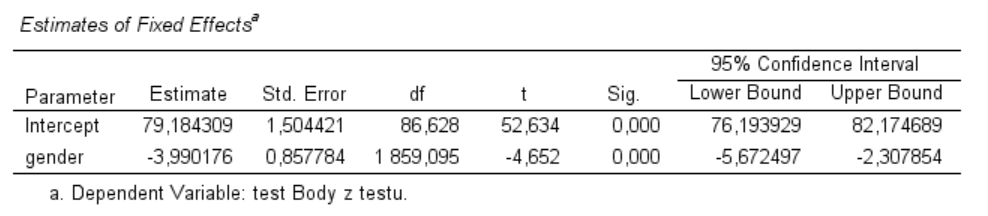 Estimates of Fixed Effectsa
95% Confidence Interval
Parameter Estimate Std. Error df t Sig. Lower Bound Upper Bound
Intercept 79,184309 1,504421 86,628 52,634 0,000 76,193929 82,174689
gender -3,990176 0,857784 1 859,095 -4,652 0,000 -5,672497 -2,307854
a. Dependent Variable: test Body z testu.